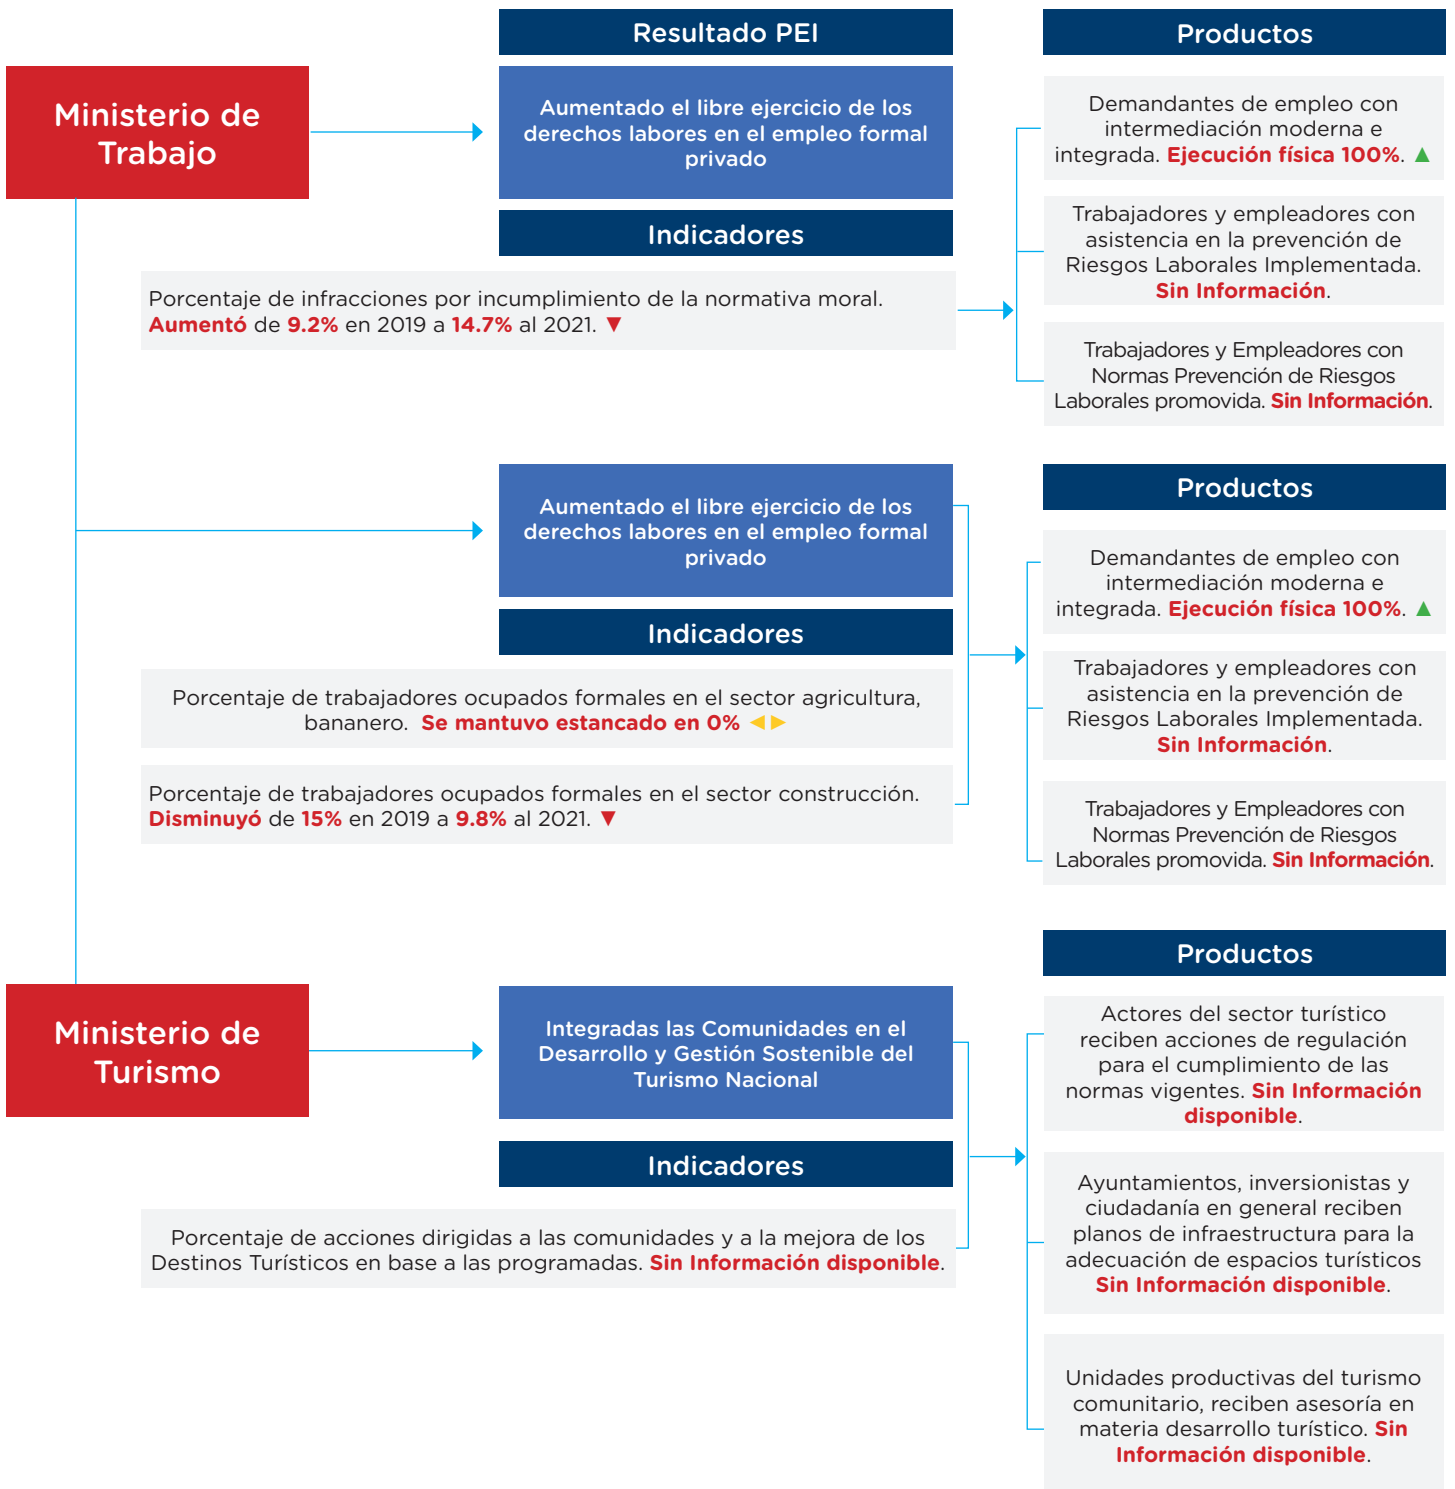 Resultado PEI
Productos
Ministerio de
Trabajo
Aumentado el libre ejercicio de los
derechos labores en el empleo formal
privado
Indicadores
Porcentaje de infracciones por incumplimiento de la normativa moral.
Aumentó de 9.2% en 2019 a 14.7% al 2021. ▼
Demandantes de empleo con
intermediación moderna e
integrada. Ejecución física 100%. ▲
Trabajadores y empleadores con
asistencia en la prevención de
Riesgos Laborales Implementada.
Sin Información.
Trabajadores y Empleadores con
Normas Prevención de Riesgos
Laborales promovida. Sin Información.
Aumentado el libre ejercicio de los
derechos labores en el empleo formal
privado
Indicadores
Porcentaje de trabajadores ocupados formales en el sector agricultura,
bananero. Se mantuvo estancado en 0% ◄►
Porcentaje de trabajadores ocupados formales en el sector construcción.
Disminuyó de 15% en 2019 a 9.8% al 2021. ▼
Productos
Demandantes de empleo con
intermediación moderna e
integrada. Ejecución física 100%. ▲
Trabajadores y empleadores con
asistencia en la prevención de
Riesgos Laborales Implementada.
Sin Información.
Trabajadores y Empleadores con
Normas Prevención de Riesgos
Laborales promovida. Sin Información.
Ministerio de
Turismo
Integradas las Comunidades en el
Desarrollo y Gestión Sostenible del
Turismo Nacional
Indicadores
Porcentaje de acciones dirigidas a las comunidades y a la mejora de los
Destinos Turísticos en base a las programadas. Sin Información disponible.
Productos
Actores del sector turístico
reciben acciones de regulación
para el cumplimiento de las
normas vigentes. Sin Información
disponible.
Ayuntamientos, inversionistas y
ciudadanía en general reciben
planos de infraestructura para la
adecuación de espacios turísticos
Sin Información disponible.
Unidades productivas del turismo
comunitario, reciben asesoría en
materia desarrollo turístico. Sin
Información disponible.